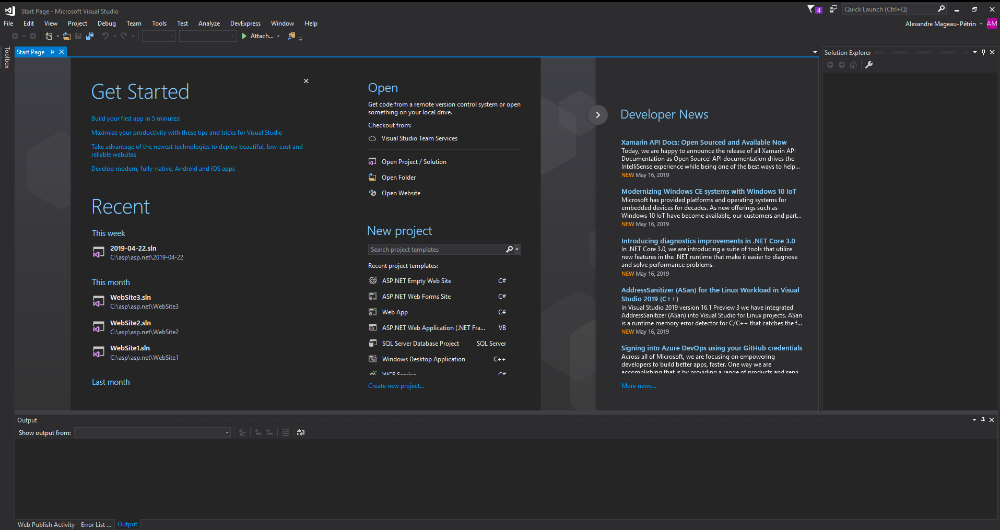 Start Page - Microsoft Visual Studio
4
Quick Launch (Ctrl+Q)
File Edit View Project Debug Team Tools Test Analyze DevExpress Window Help
Alexandre Mageau-Pétrin AM
Attach...
Toolbox
Start Page
Get Started
Build your first app in 5 minutes!
Maximize your productivity with these tips and tricks for Visual Studio
Take advantage of the newest technologies to deploy beautiful, low-cost and
reliable websites
Develop modern, fully-native, Android and iOS apps
Recent
This week
2019-04-22.sln
C:\asp\asp.net\2019-04-22
This month
WebSite3.sln
C:\asp\asp.net\WebSite3
WebSite2.sln
C:\asp\asp.net\WebSite2
WebSite1.sln
C:\asp\asp.net\WebSite1
Last month
Open
Get code from a remote version control system or open
something on your local drive.
Checkout from:
Visual Studio Team Services
Open Project / Solution
Open Folder
Open Website
New project
Search project templates
Recent project templates:
ASP.NET Empty Web Site C#
ASP.NET Web Forms Site C#
Web App C#
ASP.NET Web Application (.NET Fra... VB
SQL Server Database Project SQL Server
Windows Desktop Application C++
WCF Service C#
Create new project...
Developer News
Xamarin API Docs: Open Sourced and Available Now
Today, we are happy to announce the release of all Xamarin API
Documentation as Open Source! API documentation drives the
IntelliSense experience while being one of the best ways to help...
NEW May 16, 2019
Modernizing Windows CE systems with Windows 10 IoT
Microsoft has provided platforms and operating systems for
embedded devices for decades. As new offerings such as
Windows 10 IoT have become available, our customers and part...
NEW May 16, 2019
Introducing diagnostics improvements in .NET Core 3.0
In .NET Core 3.0, we are introducing a suite of tools that utilize
new features in the .NET runtime that make it easier to diagnose
and solve performance problems.
NEW May 16, 2019
AddressSanitizer (ASan) for the Linux Workload in Visual
Studio 2019 (C++)
In Visual Studio 2019 version 16.1 Preview 3 we have integrated
AddressSanitizer (ASan) into Visual Studio for Linux projects. ASan
is a runtime memory error detector for C/C++ that catches the f...
NEW May 16, 2019
Signing into Azure DevOps using your GitHub credentials
Across all of Microsoft, we are focusing on empowering
developers to build better apps, faster. One way we are
accomplishing that is by providing a range of products and servi...
More news...
Solution Explorer
Output
Show output from:
Web Publish Activity Error List ... Output